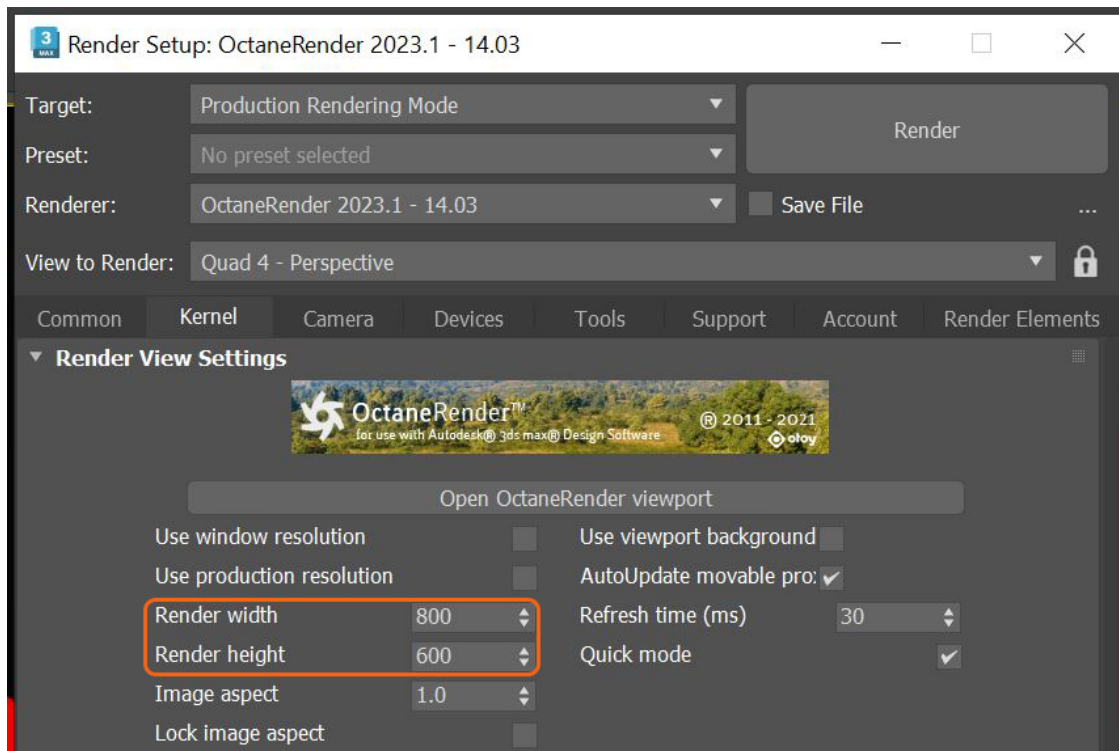 3
MAX
Render Setup: OctaneRender 2023.1 - 14.03
Target: Production Rendering Mode
Render
Preset: No preset selected
Renderer: OctaneRender 2023.1 - 14.03 Save File ...
View to Render: Quad 4 - Perspective
Common Kernel Camera Devices Tools Support Account Render Elements
Render View Settings
OctaneRender™ ® 2011 - 2021
for use with Autodesk® 3ds max® Design Software otoy
Open OctaneRender viewport
Use window resolution Use viewport background
Use production resolution AutoUpdate movable prox
Render width 800 Refresh time (ms) 30
Render height 600 Quick mode
Image aspect 1.0
Lock image aspect